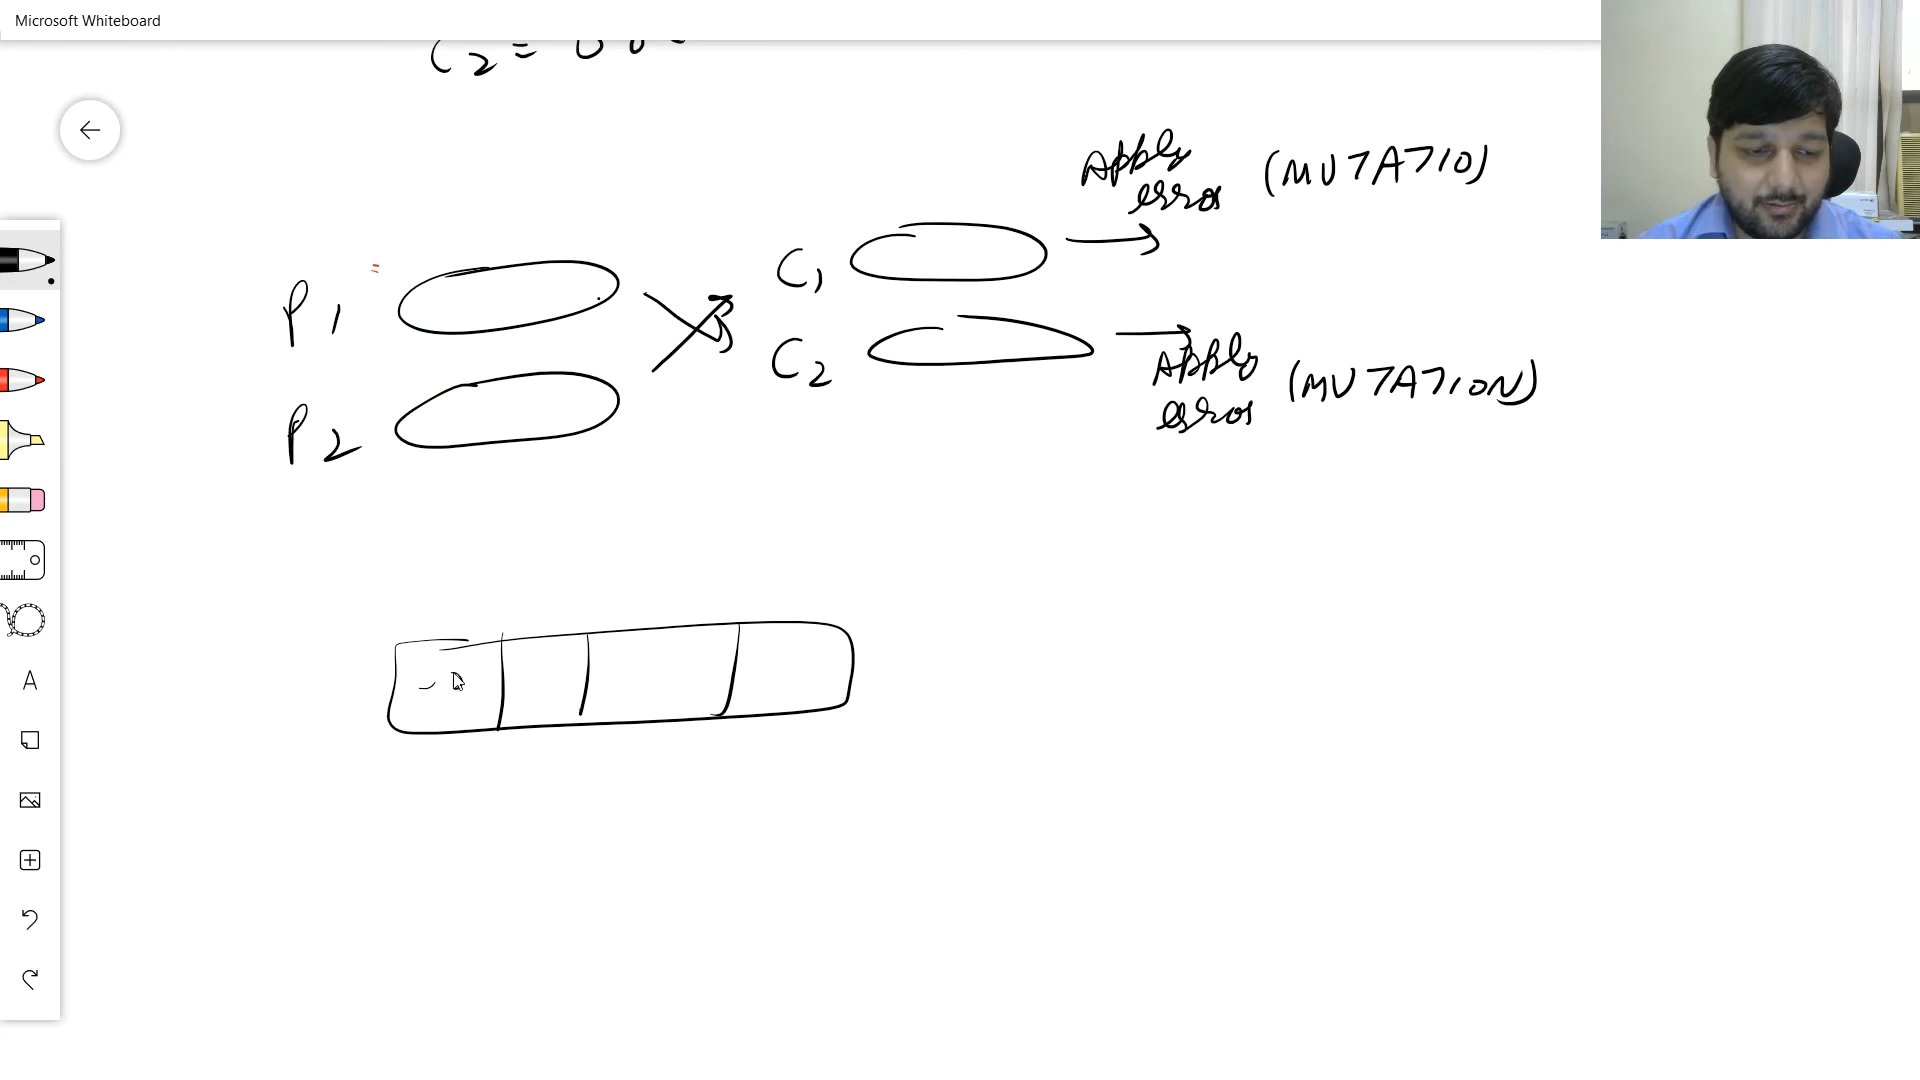 Microsoft Whiteboard
C2 =
Apply
error (MUTATIO)
P1
C1
C2
Apply
error (MUTATION)
P2
A